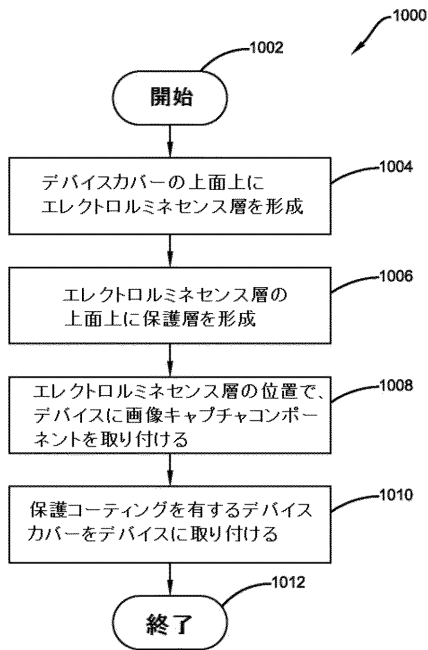 1000
1002
開始
1004
デバイスカバーの上面上に
エレクトロルミネセンス層を形成
1006
エレクトロルミネセンス層の
上面上に保護層を形成
1008
エレクトロルミネセンス層の位置で、
デバイスに画像キャプチャコンポー
ネントを取り付ける
1010
保護コーティングを有するデバイス
カバーをデバイスに取り付ける
1012
終了